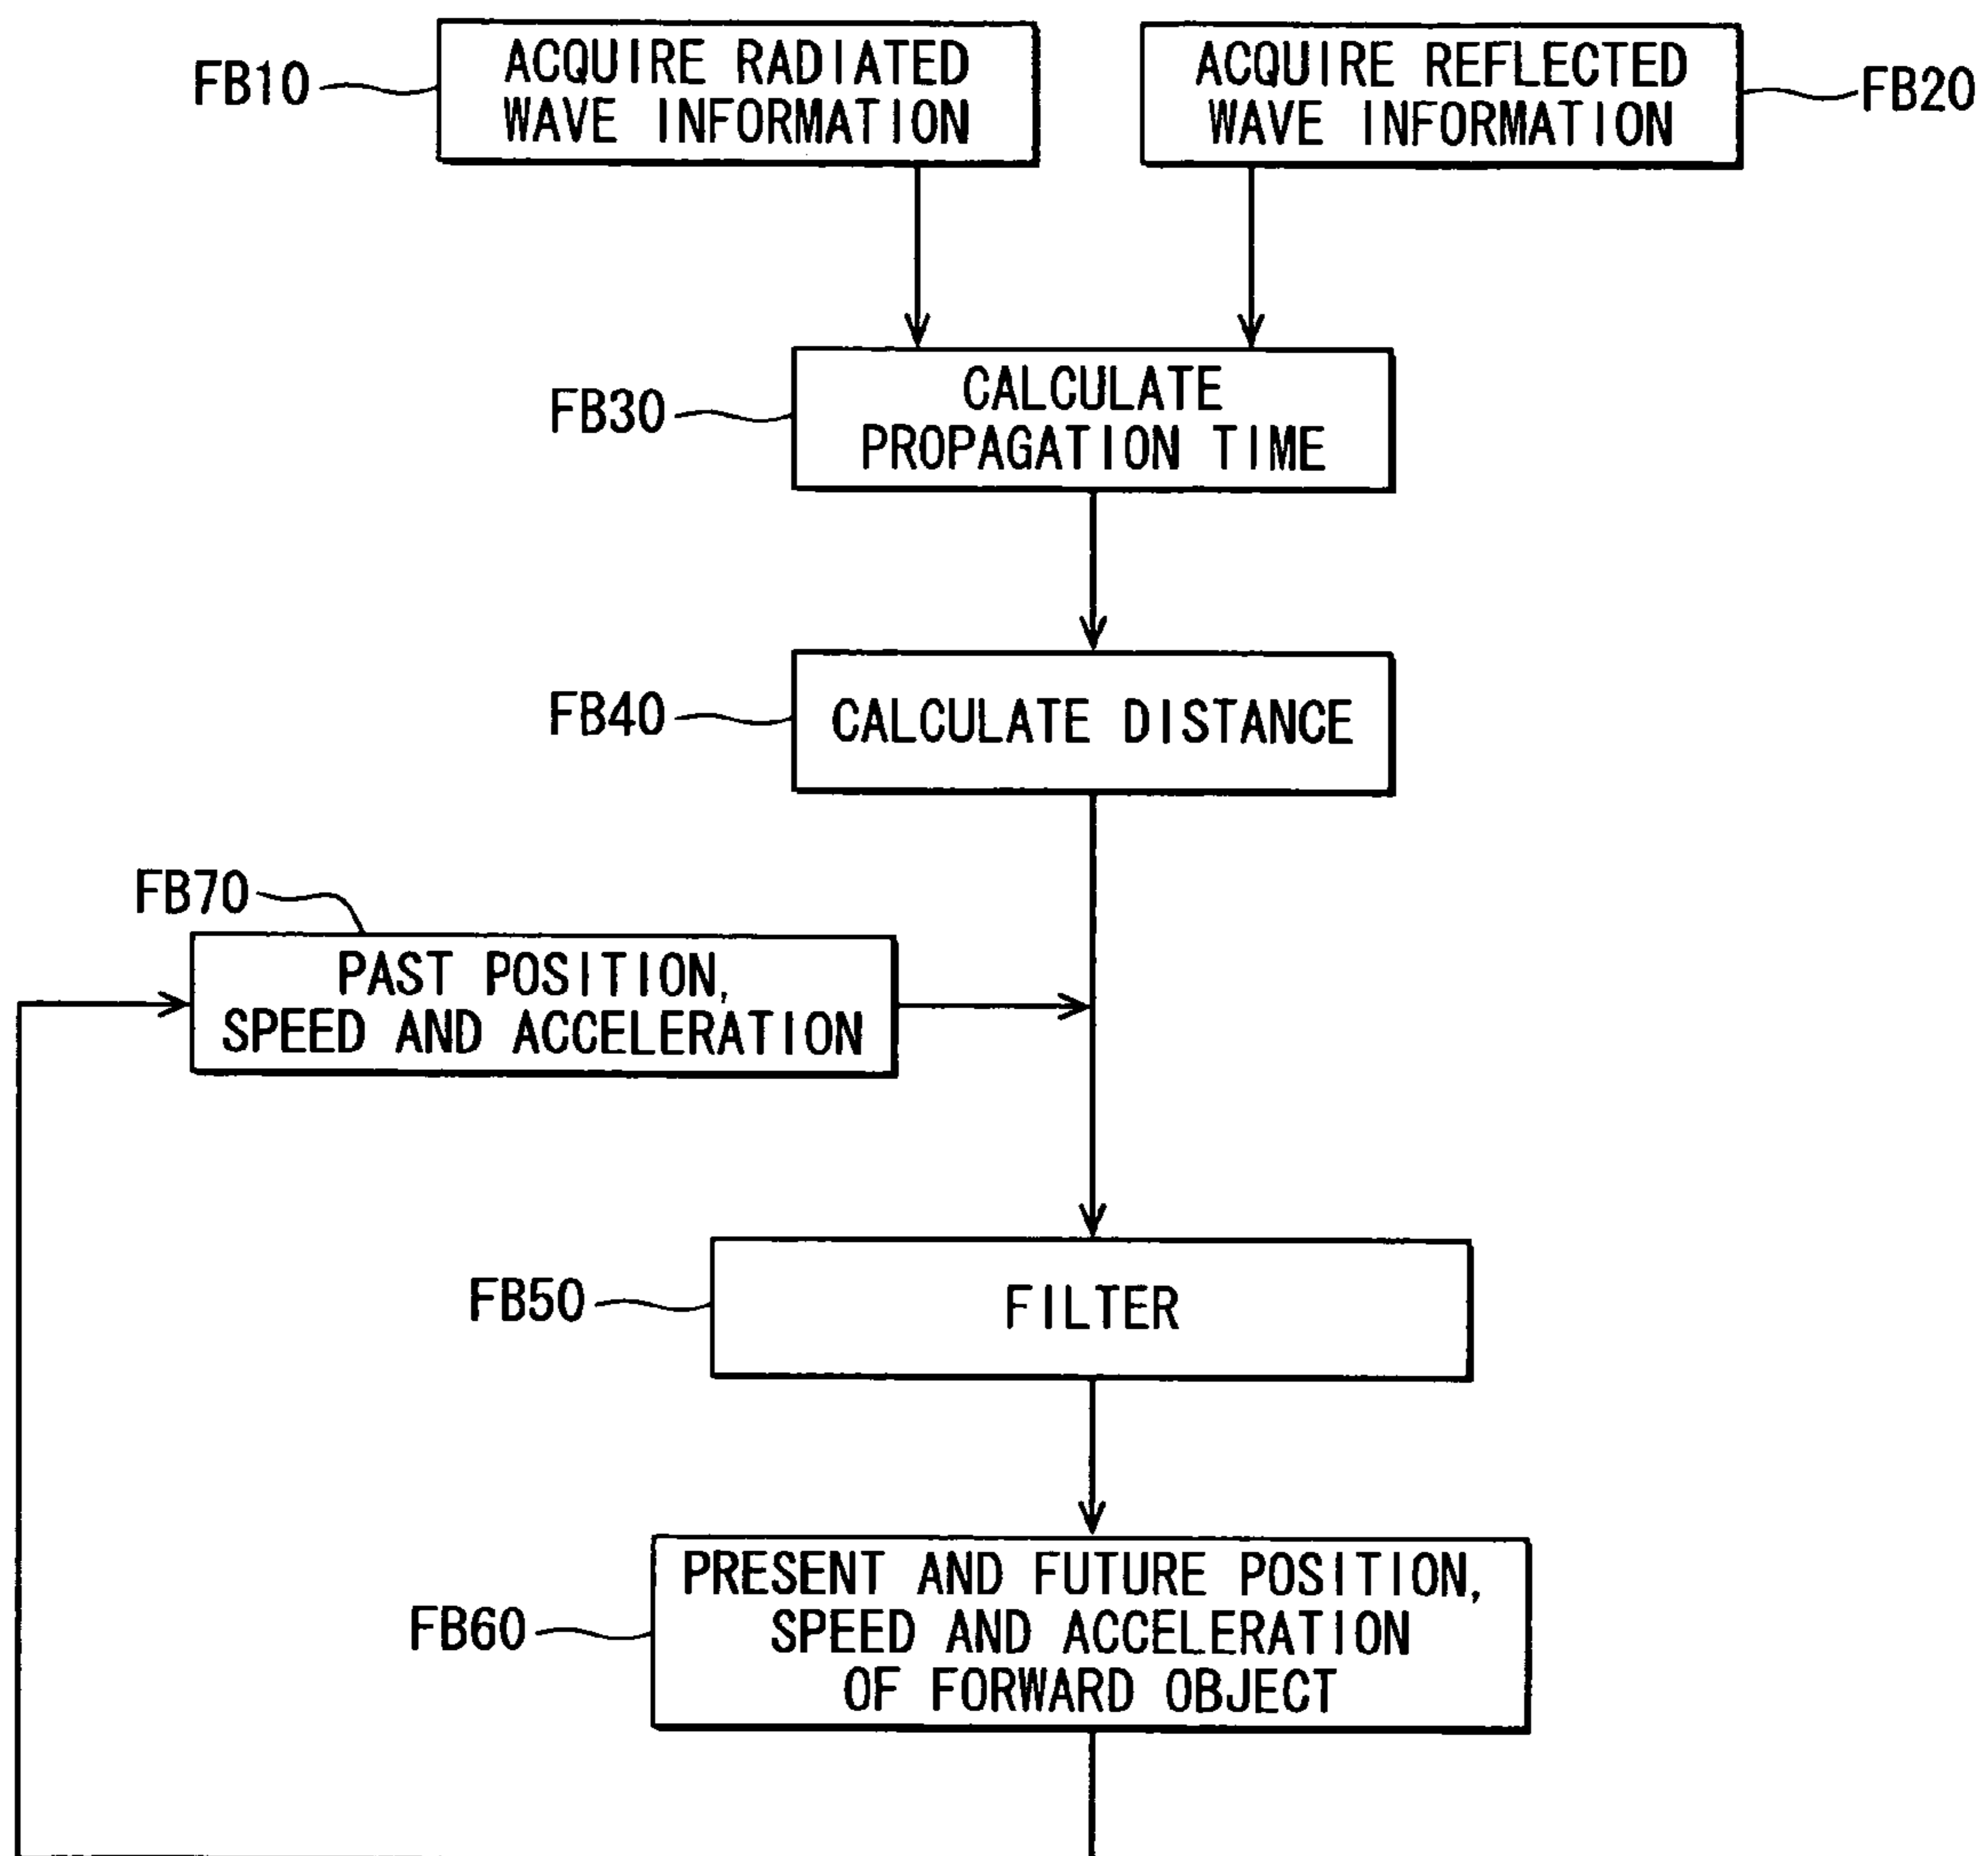 FB10
ACQUIRE RADIATED
WAVE INFORMATION
ACQUIRE REFLECTED
WAVE INFORMATION
FB20
FB30
CALCULATE
PROPAGATION TIME
FB40
CALCULATE DISTANCE
FB70
PAST POSITION,
SPEED AND ACCELERATION
FB50
FILTER
FB60
PRESENT AND FUTURE POSITION,
SPEED AND ACCELERATION
OF FORWARD OBJECT